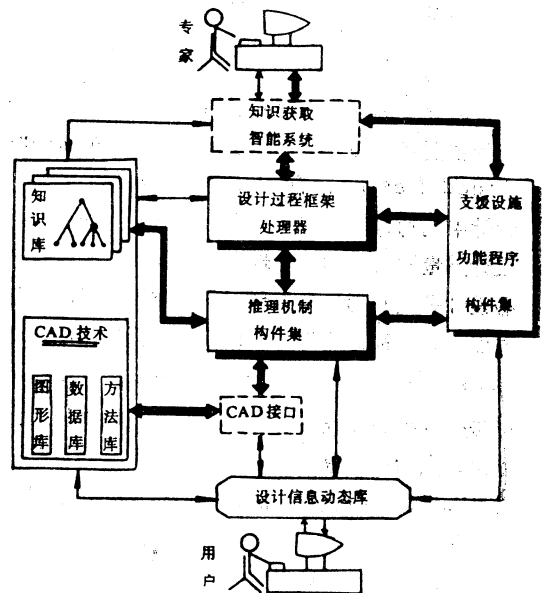 专家
知识获取
智能系统
知识库
设计过程框架
处理器
支援设施
功能程序
构件集
推理机制
构件集
CAD技术
图形库
数据库
方法库
CAD接口
设计信息动态库
用户